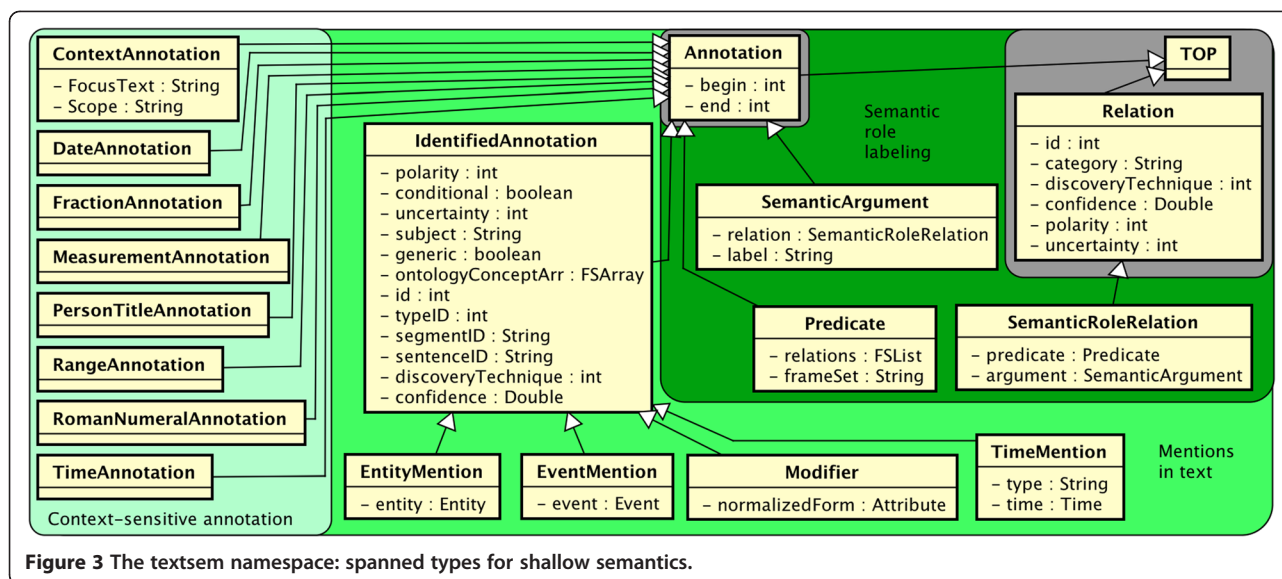 ContextAnnotation
– FocusText : String
– Scope : String
DateAnnotation
FractionAnnotation
MeasurementAnnotation
PersonTitleAnnotation
RangeAnnotation
RomanNumeralAnnotation
TimeAnnotation
Context-sensitive annotation
IdentifiedAnnotation
– polarity : int
– conditional : boolean
– uncertainty : int
– subject : String
– generic : boolean
– ontologyConceptArr : FSArray
– id : int
– typeID : int
– segmentID : String
– sentenceID : String
– discoveryTechnique : int
– confidence : Double
EntityMention
– entity : Entity
EventMention
– event : Event
Modifier
– normalizedForm : Attribute
TimeMention
– type : String
– time : Time
Mentions
in text
Annotation
– begin : int
– end : int
Semantic
role
labeling
SemanticArgument
– relation : SemanticRoleRelation
– label : String
Predicate
– relations : FSList
– frameSet : String
TOP
Relation
– id : int
– category : String
– discoveryTechnique : int
– confidence : Double
– polarity : int
– uncertainty : int
SemanticRoleRelation
– predicate : Predicate
– argument : SemanticArgument
Figure 3 The textsem namespace: spanned types for shallow semantics.